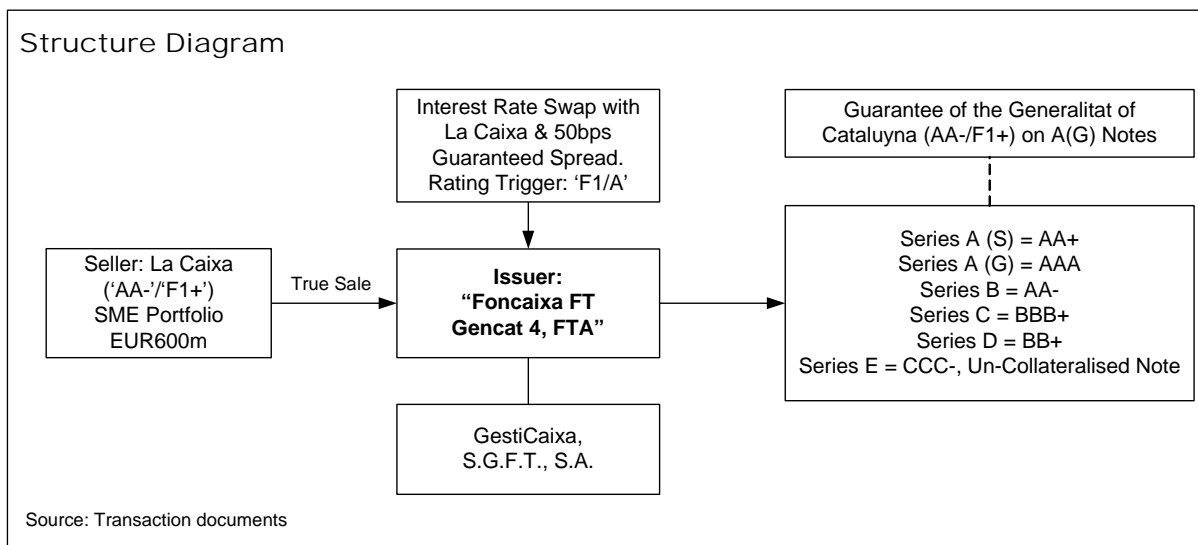 Structure Diagram
Interest Rate Swap with
La Caixa & 50bps
Guaranteed Spread.
Rating Trigger: ‘F1/A’
Guarantee of the Generalitat of
Cataluyna (AA-/F1+) on A(G) Notes
Seller: La Caixa
(‘AA-’/‘F1+’)
SME Portfolio
EUR600m
True Sale
Issuer:
“Foncaixa FT
Gencat 4, FTA”
Series A (S) = AA+
Series A (G) = AAA
Series B = AA-
Series C = BBB+
Series D = BB+
Series E = CCC-, Un-Collateralised Note
GestiCaixa,
S.G.F.T., S.A.
Source: Transaction documents